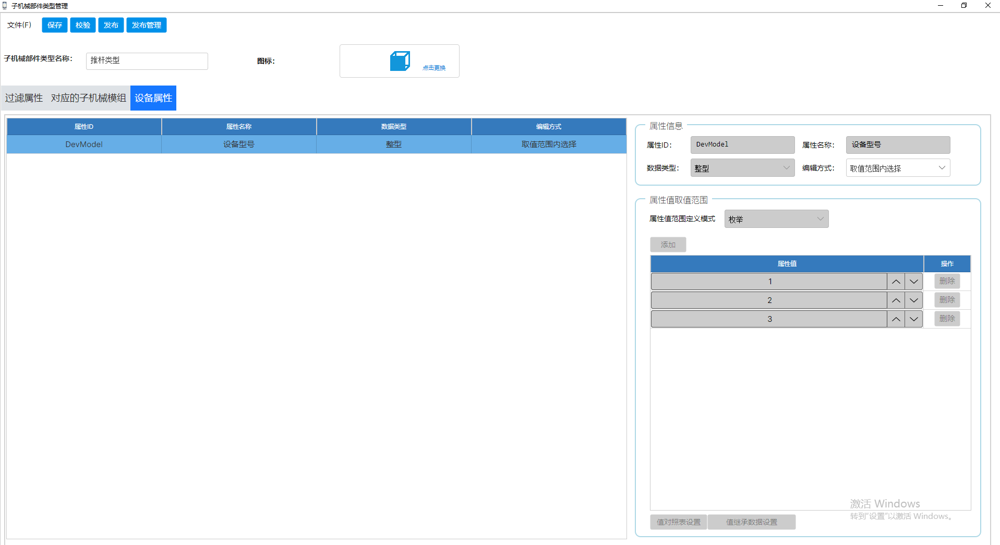 子机械部件类型管理
文件(F) 保存 校验 发布 发布管理
子机械部件类型名称： 推杆类型 图标： 点击更换
过滤属性 对应的子机械模组 设备属性
属性ID 属性名称 数据类型 编辑方式
DevModel 设备型号 整型 取值范围内选择
属性信息
属性ID： DevModel 属性名称： 设备型号
数据类型： 整型 编辑方式： 取值范围内选择
属性值取值范围
属性值范围定义模式 枚举
添加
属性值 操作
1 删除
2 删除
3 删除
激活 Windows
转到“设置”以激活 Windows。
值对照表设置 值继承数据设置